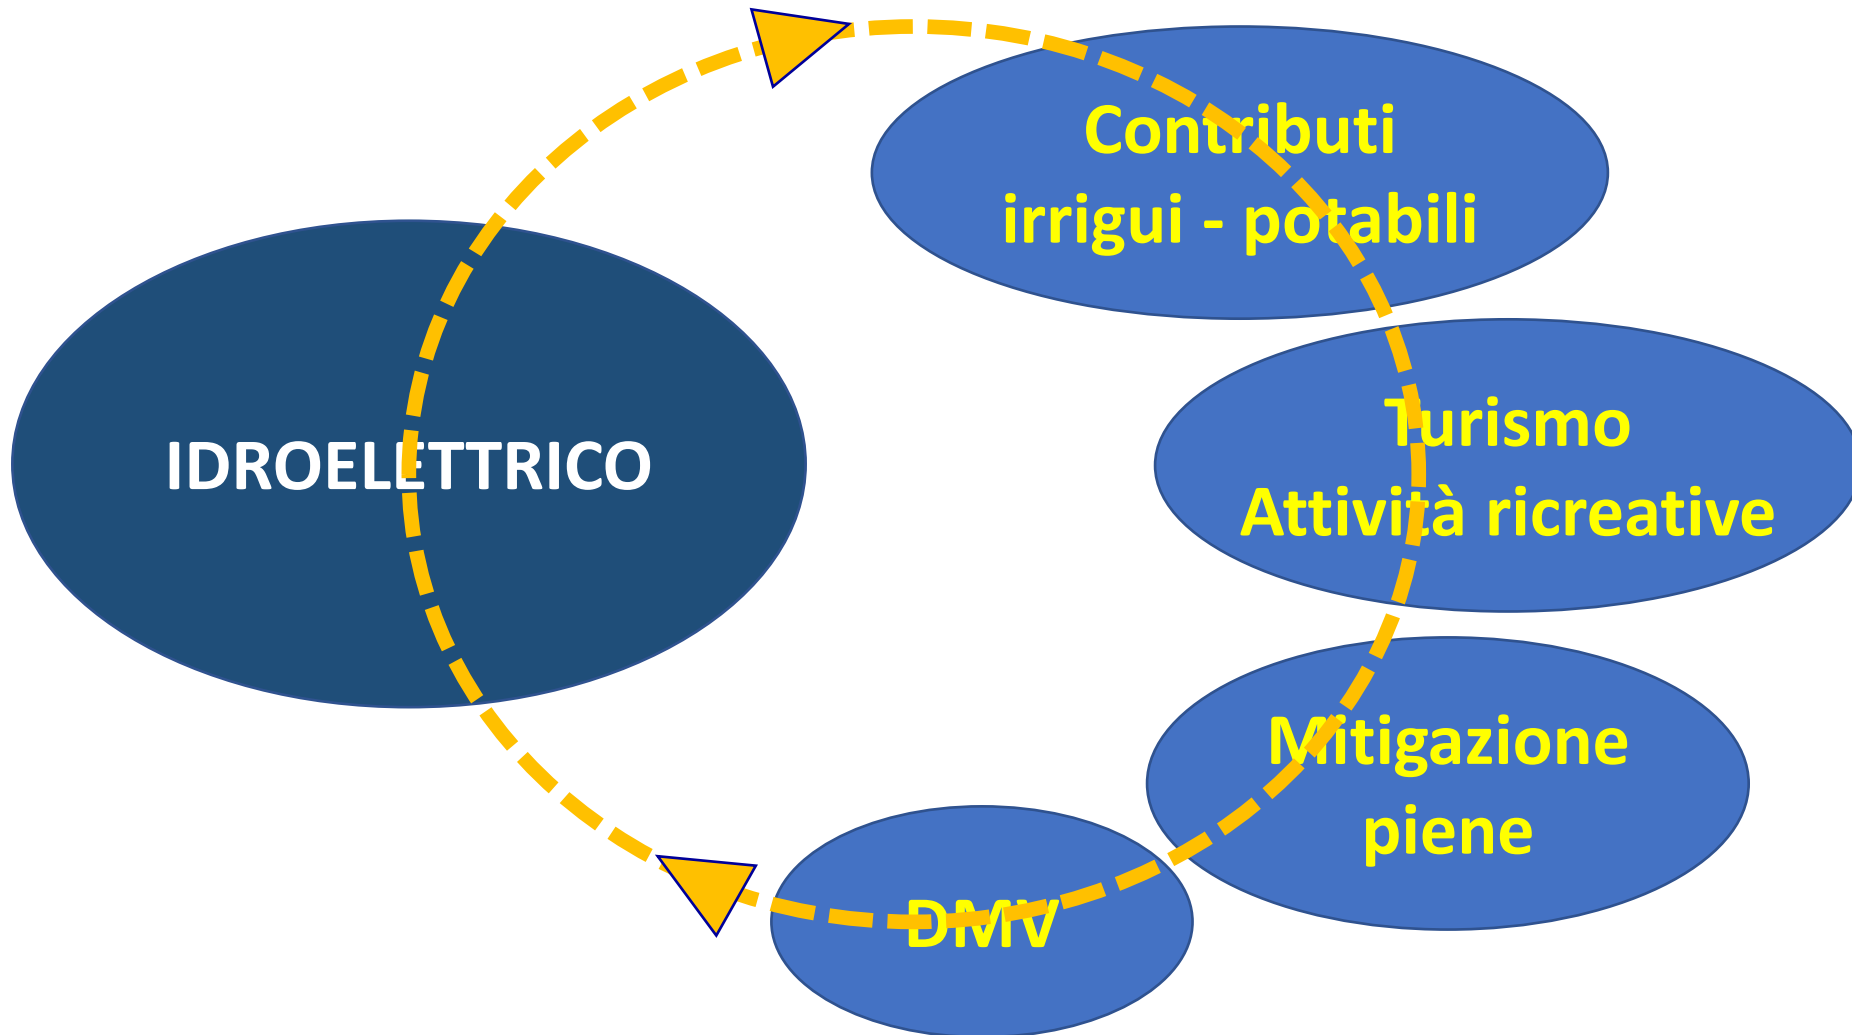 Contributi
irrigui - potabili
IDROELETTRICO
Turismo
Attività ricreative
Mitigazione
piene
DMV